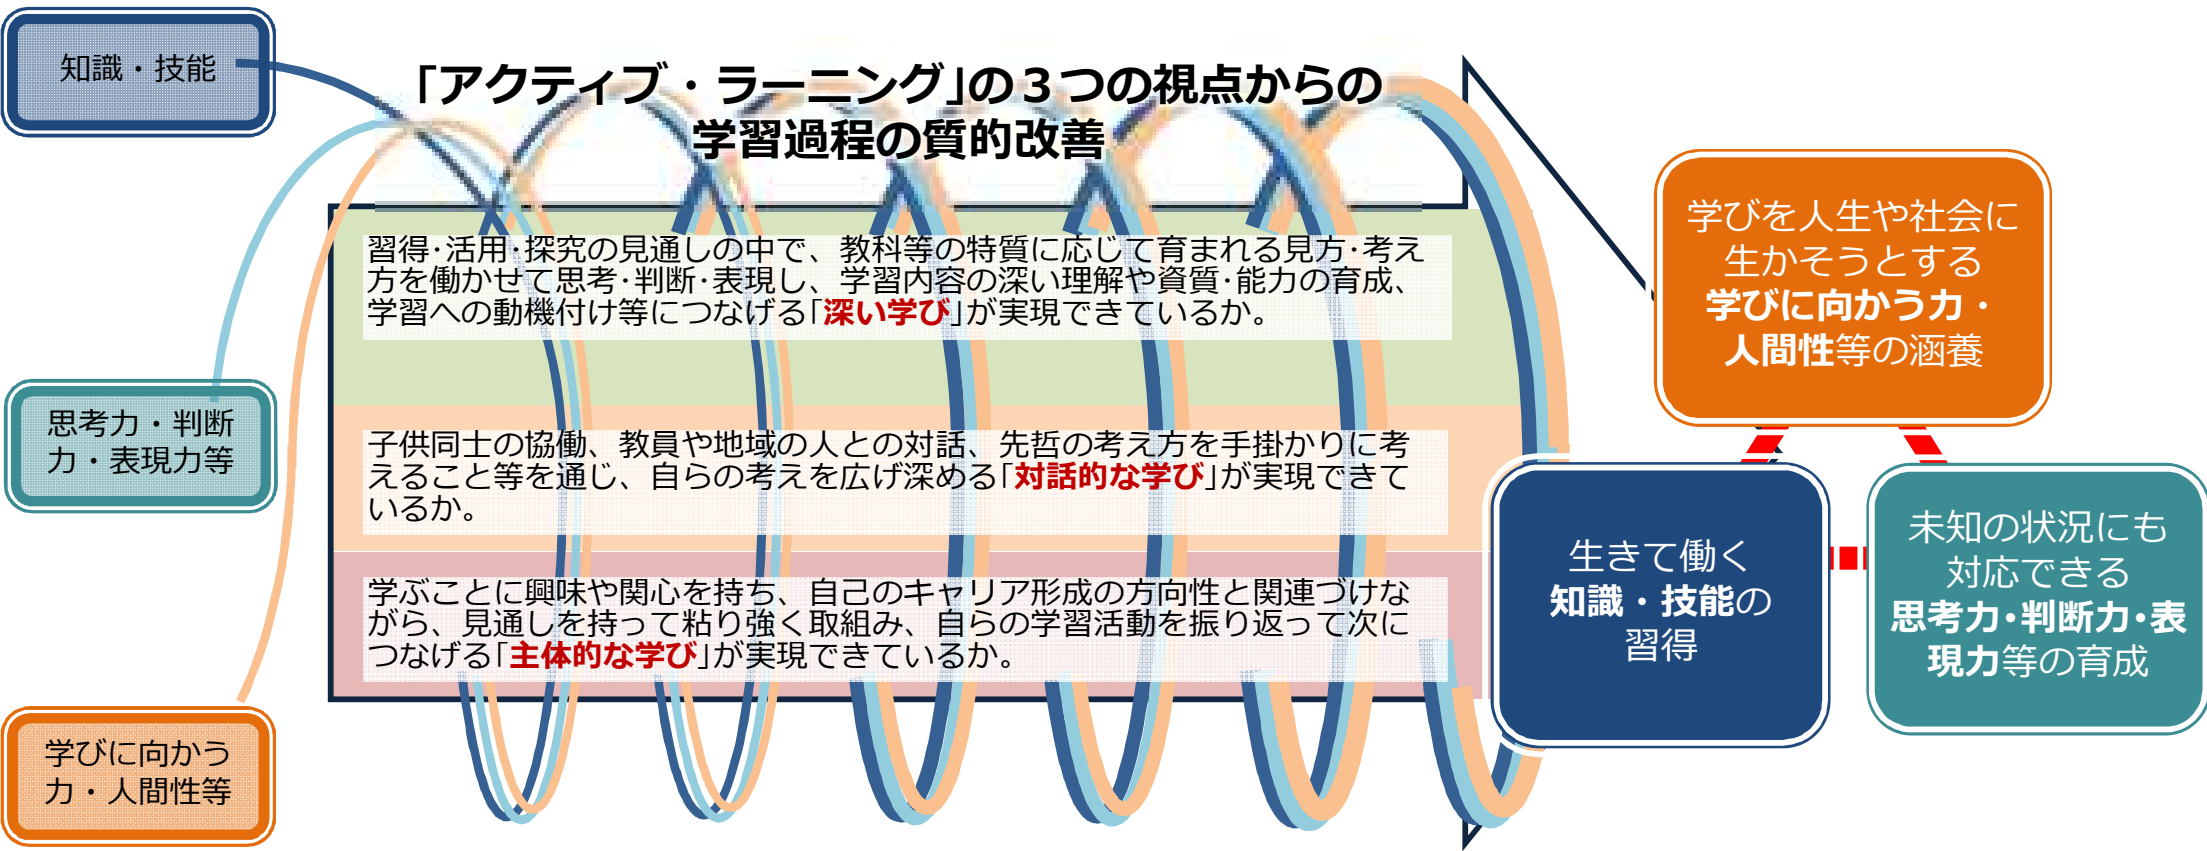 知識・技能
思考力・判断
力・表現力等
学びに向かう
力・人間性等
「アクティブ・ラーニング」の３つの視点からの
学習過程の質的改善
習得･活用･探究の見通しの中で、教科等の特質に応じて育まれる見方･考え
方を働かせて思考･判断･表現し、学習内容の深い理解や資質･能力の育成、
学習への動機付け等につなげる「深い学び」が実現できているか。
子供同士の協働、教員や地域の人との対話、先哲の考え方を手掛かりに考
えること等を通じ、自らの考えを広げ深める「対話的な学び」が実現できて
いるか。
学ぶことに興味や関心を持ち、自己のキャリア形成の方向性と関連づけな
がら、見通しを持って粘り強く取組み、自らの学習活動を振り返って次に
つなげる「主体的な学び」が実現できているか。
学びを人生や社会に
生かそうとする
学びに向かう力・
人間性等の涵養
生きて働く
知識・技能の
習得
未知の状況にも
対応できる
思考力･判断力･表
現力等の育成